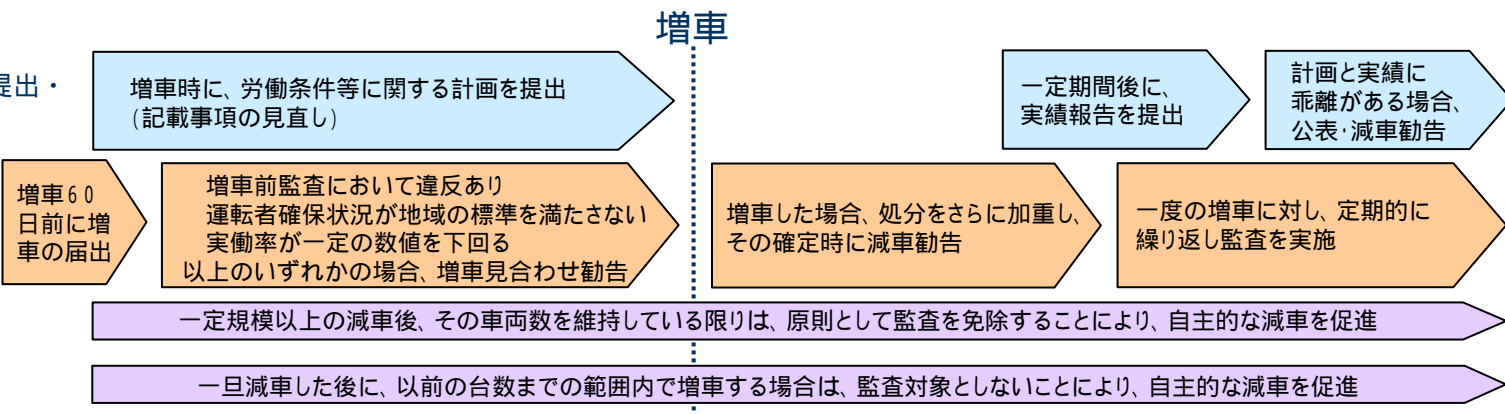 増車
提出・
増車時に、労働条件等に関する計画を提出
(記載事項の見直し)
一定期間後に、
実績報告を提出
計画と実績に
乖離がある場合、
公表・減車勧告
増車60
日前に増
車の届出
増車前監査において違反あり
運転者確保状況が地域の標準を満たさない
実働率が一定の数値を下回る
以上のいずれかの場合、増車見合わせ勧告
増車した場合、処分をさらに加重し、
その確定時に減車勧告
一度の増車に対し、定期的に
繰り返し監査を実施
一定規模以上の減車後、その車両数を維持している限りは、原則として監査を免除することにより、自主的な減車を促進
一旦減車した後に、以前の台数までの範囲内で増車する場合は、監査対象としないことにより、自主的な減車を促進